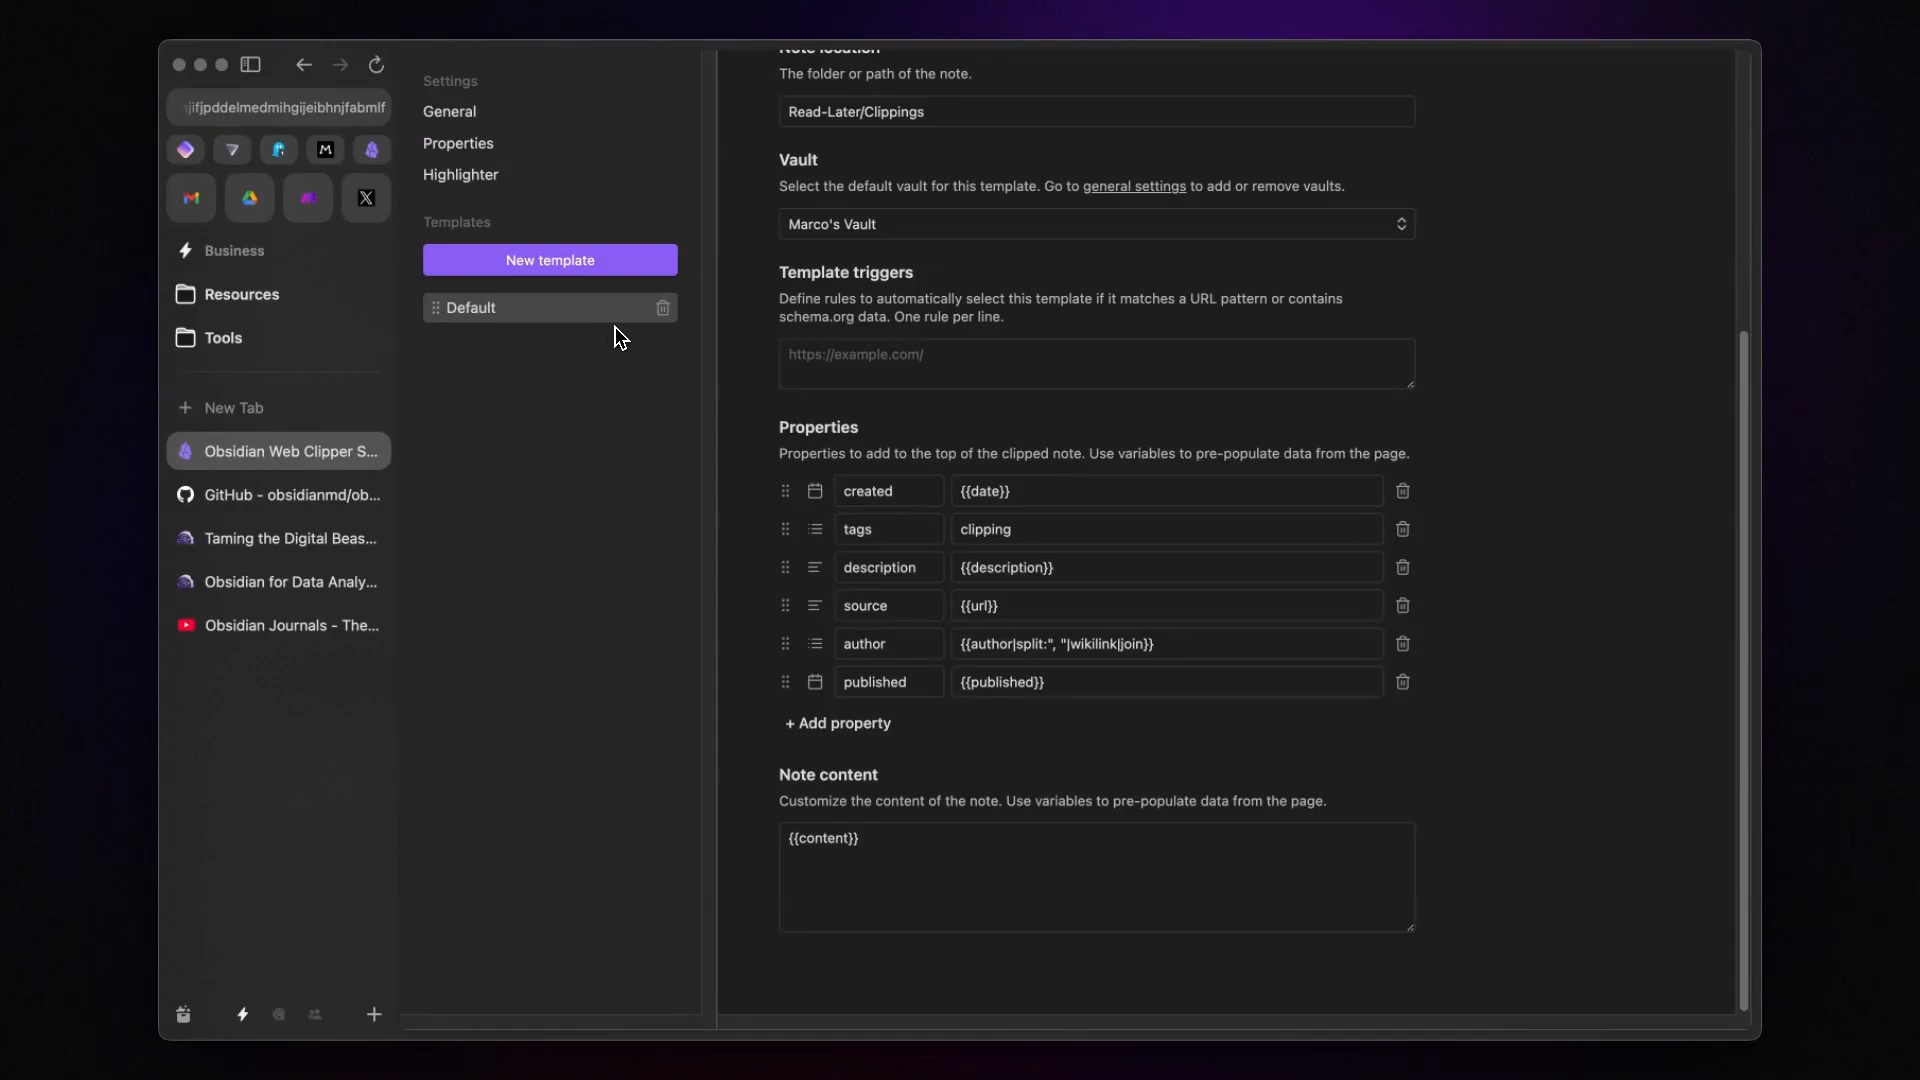 Note location
The folder or path of the note.
Read-Later/Clippings
Vault
Select the default vault for this template. Go to general settings to add or remove vaults.
Marco's Vault
Template triggers
Define rules to automatically select this template if it matches a URL pattern or contains
schema.org data. One rule per line.
https://example.com/
Properties
Properties to add to the top of the clipped note. Use variables to pre-populate data from the page.
created {{date}}
tags clipping
description {{description}}
source {{url}}
author {{author|split:", "|wikilink|join}}
published {{published}}
+ Add property
Note content
Customize the content of the note. Use variables to pre-populate data from the page.
{{content}}
Settings
General
Properties
Highlighter
Templates
New template
Default
Business
Resources
Tools
New Tab
Obsidian Web Clipper S...
GitHub - obsidianmd/ob...
Taming the Digital Beas...
Obsidian for Data Analy...
Obsidian Journals - The...